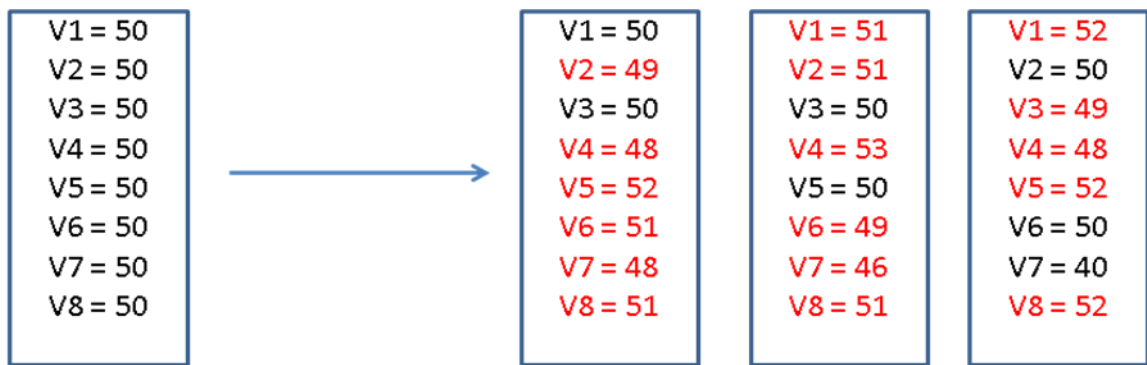 V1 = 50
V2 = 50
V3 = 50
V4 = 50
V5 = 50
V6 = 50
V7 = 50
V8 = 50
V1 = 50
V2 = 49
V3 = 50
V4 = 48
V5 = 52
V6 = 51
V7 = 48
V8 = 51
V1 = 51
V2 = 51
V3 = 50
V4 = 53
V5 = 50
V6 = 49
V7 = 46
V8 = 51
V1 = 52
V2 = 50
V3 = 49
V4 = 48
V5 = 52
V6 = 50
V7 = 40
V8 = 52